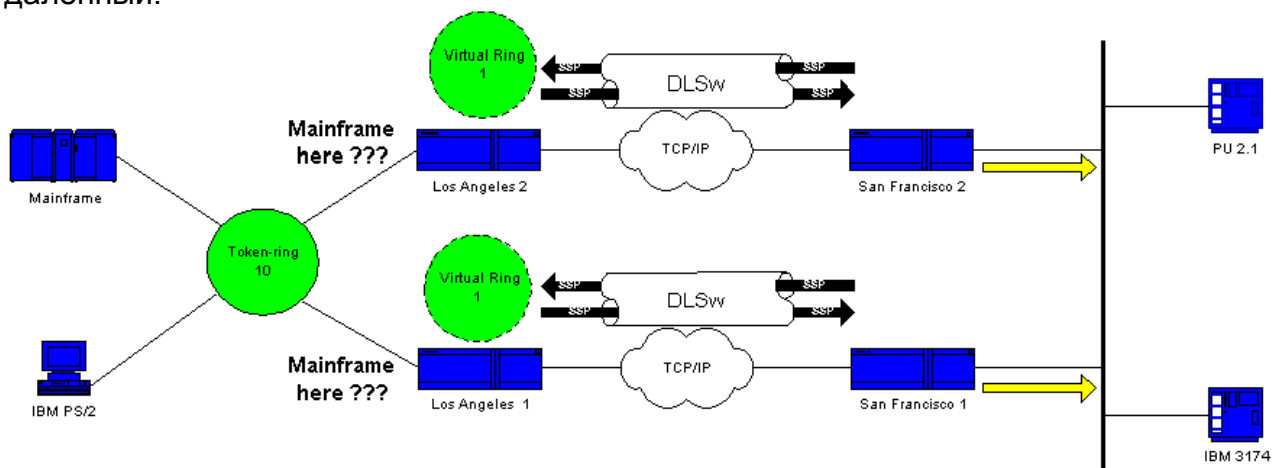 даленный.
Virtual Ring
1
SSP
SSP
DLSw
SSP
SSP
Mainframe
here ???
TCP/IP
PU 2.1
Mainframe
Los Angeles 2
San Francisco 2
Token-ring
10
Virtual Ring
1
SSP
SSP
DLSw
SSP
SSP
Mainframe
here ???
TCP/IP
IBM PS/2
Los Angeles 1
San Francisco 1
IBM 3174